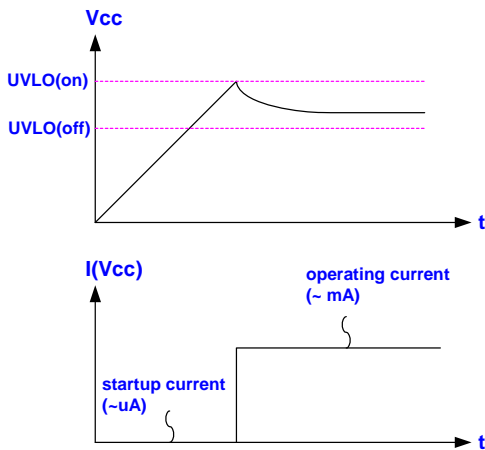 Vcc
UVLO(on)
UVLO(off)
t
I(Vcc)
operating current
(~ mA)
startup current
(~uA)
t